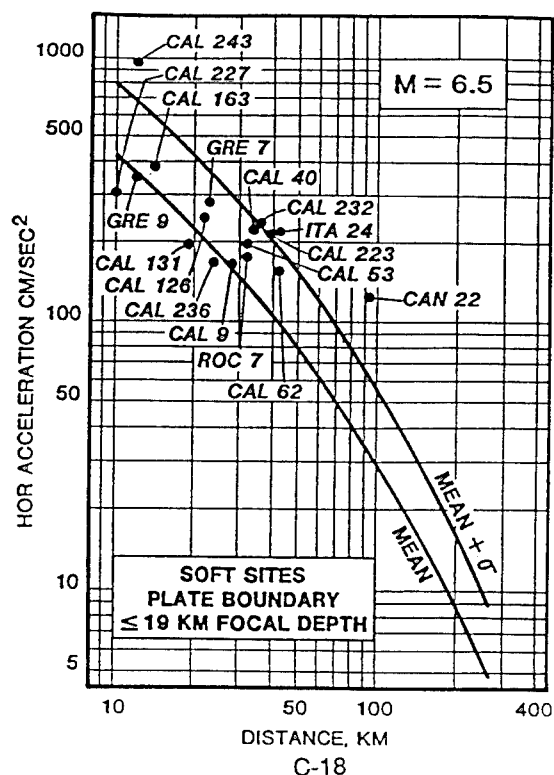 1000
500
100
50
10
5
HOR ACCELERATION CM/SEC²
CAL 243
CAL 227
CAL 163
M = 6.5
GRE 7
CAL 40
CAL 232
ITA 24
GRE 9
CAL 223
CAL 131
CAL 53
CAL 126
CAL 236
CAN 22
CAL 9
ROC 7
CAL 62
MEAN + σ
MEAN
SOFT SITES
PLATE BOUNDARY
≤ 19 KM FOCAL DEPTH
10 50 100 400
DISTANCE, KM
C-18